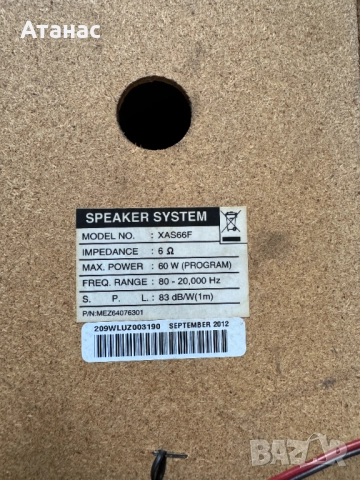 Атанас
SPEAKER SYSTEM
MODEL NO. : XAS66F
IMPEDANCE : 6 Ω
MAX. POWER : 60 W (PROGRAM)
FREQ. RANGE : 80 - 20,000 Hz
S. P. L. : 83 dB/W(1m)
P/N:MEZ64076301
209WLUZ003190 SEPTEMBER 2012
BAZAR.BG